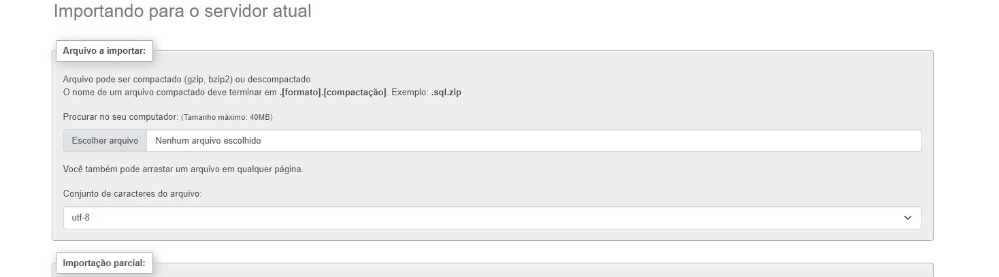 Importando para o servidor atual
Arquivo a importar:
Arquivo pode ser compactado (gzip, bzip2) ou descompactado.
O nome de um arquivo compactado deve terminar em .[formato].[compactação]. Exemplo: .sql.zip
Procurar no seu computador: (Tamanho máximo: 40MB)
Escolher arquivo Nenhum arquivo escolhido
Você também pode arrastar um arquivo em qualquer página.
Conjunto de caracteres do arquivo:
utf-8
Importação parcial: